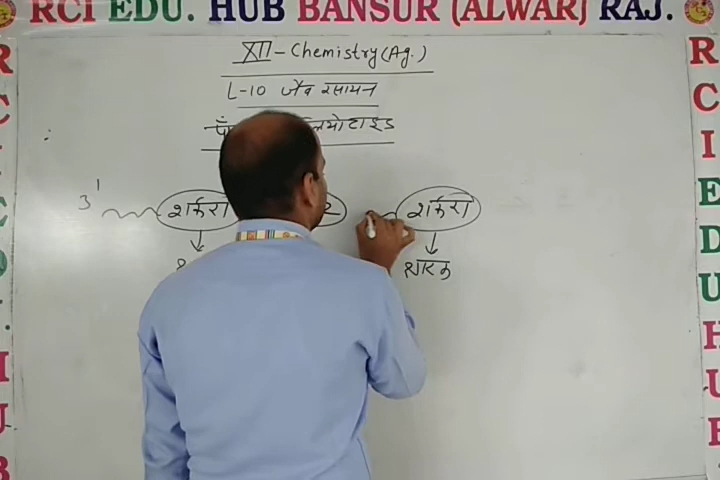 RCI EDU. HUB BANSUR (ALWAR) RAJ.
XII - Chemistry (Ag.)
L-10 जैव रसायन
3'
शर्करा
शर्करा
क्षारक
R C I E D U H U B